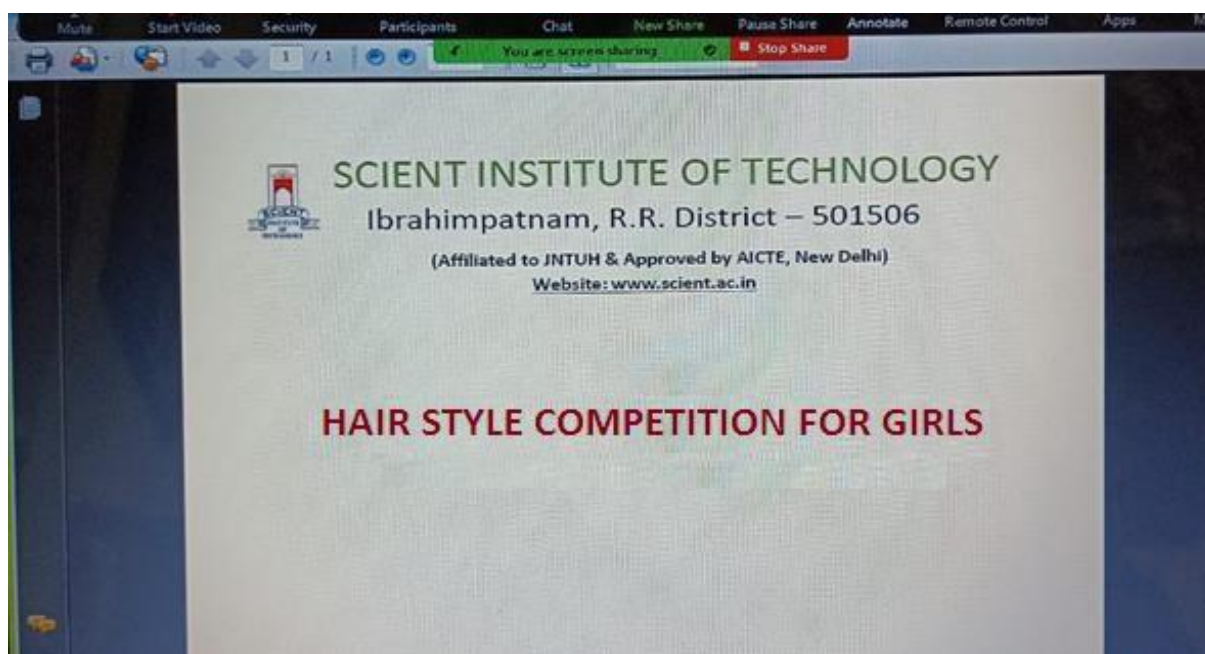 Mute Start Video Security Participants Chat New Share Pause Share Annotate Remote Control Apps M
1 / 1 You are screen sharing Stop Share
SCIENT INSTITUTE OF TECHNOLOGY
SCIENT
Ibrahimpatnam, R.R. District – 501506
(Affiliated to JNTUH & Approved by AICTE, New Delhi)
Website: www.scient.ac.in
HAIR STYLE COMPETITION FOR GIRLS